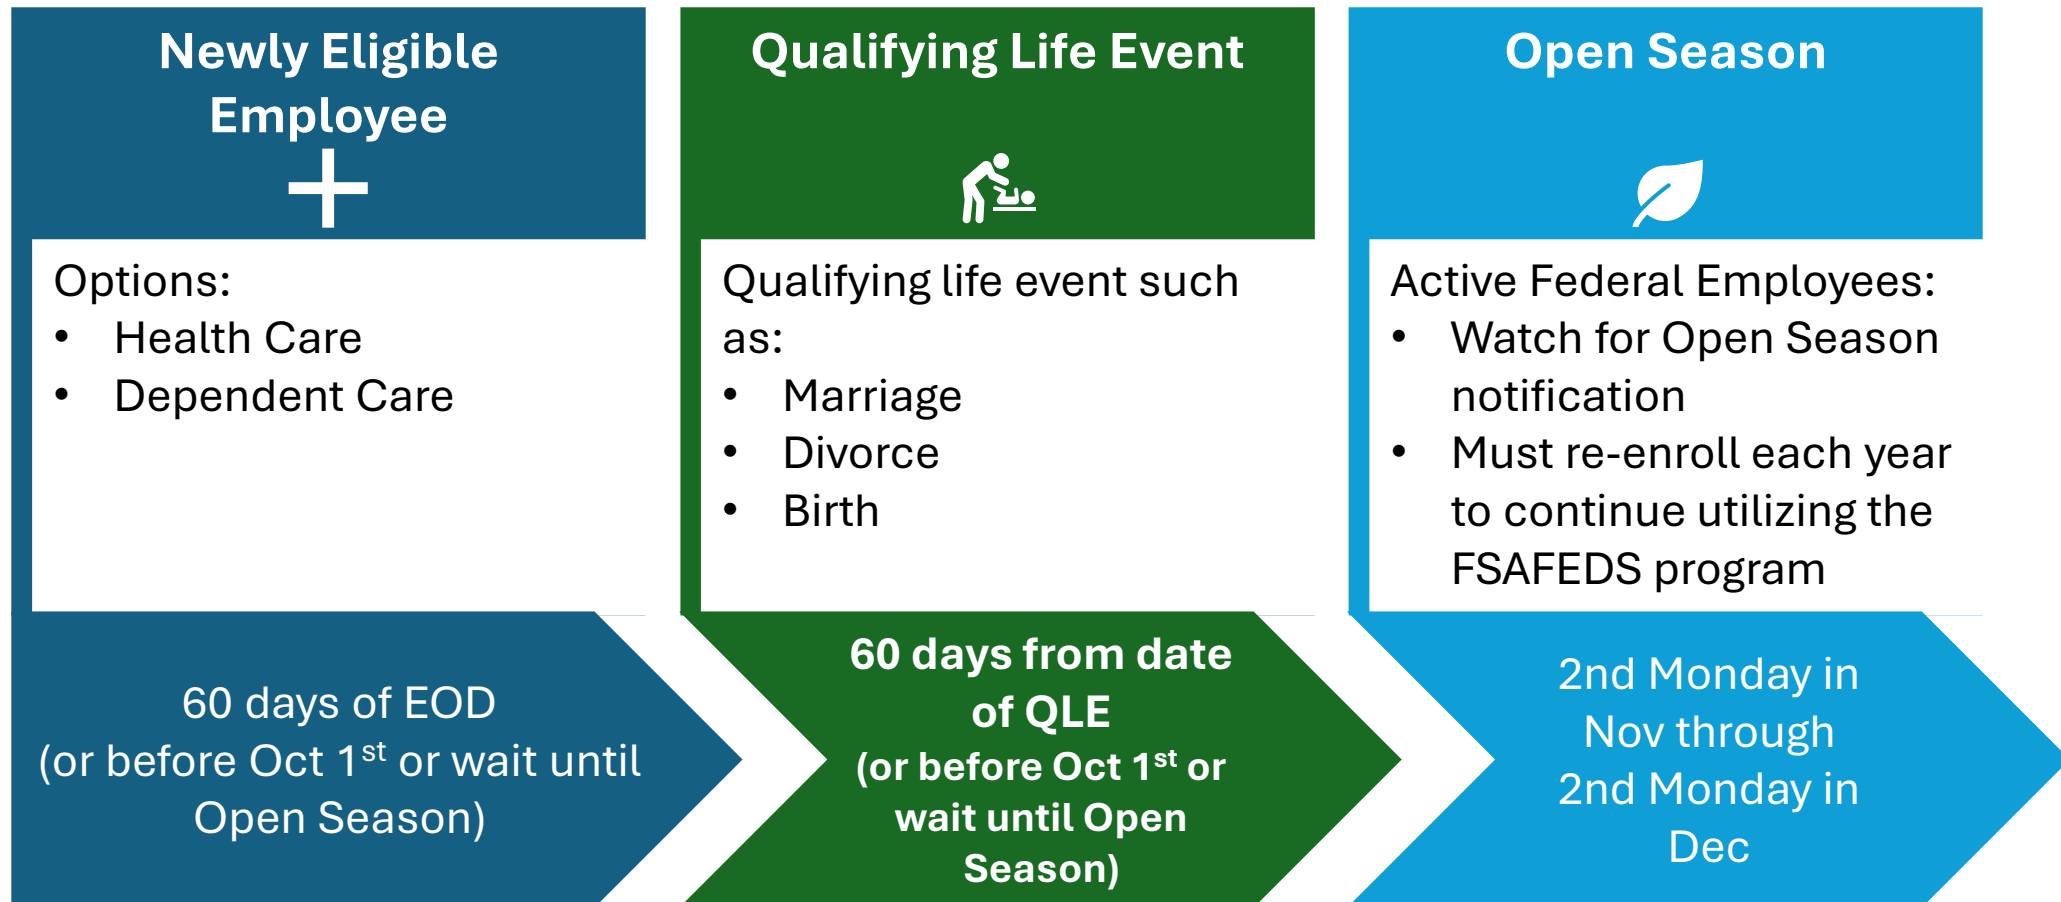 Newly Eligible
Employee
Options:
• Health Care
• Dependent Care
60 days of EOD
(or before Oct 1st or wait until
Open Season)
Qualifying Life Event
Qualifying life event such
as:
• Marriage
• Divorce
• Birth
60 days from date
of QLE
(or before Oct 1st or
wait until Open
Season)
Open Season
Active Federal Employees:
• Watch for Open Season
notification
• Must re-enroll each year
to continue utilizing the
FSAFEDS program
2nd Monday in
Nov through
2nd Monday in
Dec